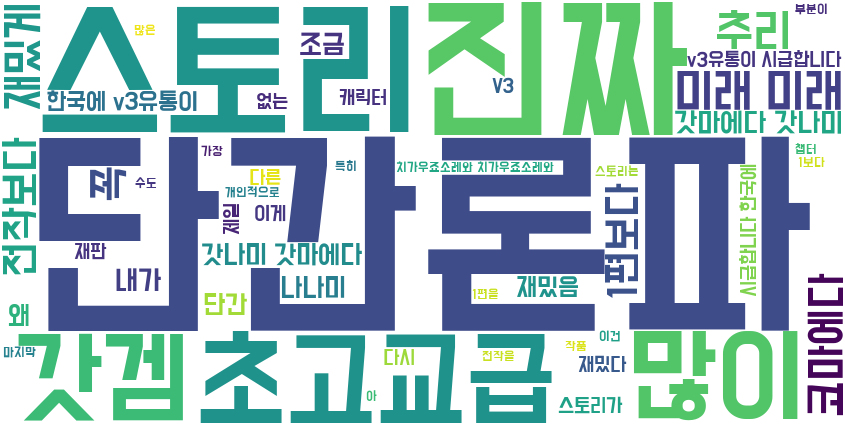 재밌게
스토리
많은
조금
진짜
추리
부분이
v3유통이 시급합니다
한국에 v3유통이
없는
캐릭터
V3
미래 미래
갓마에다 갓나미
전작보다
단간론파
꽤
수도
가장
다른
개인적으로
특히
치가우죠소레와 치가우죠소레와
스토리는
챕터
1보다
제일
이게
재판
내가
갓나미 갓마에다
나나미
단간
1편을
재밌음
1편보다
시급합니다 한국에
왜
마지막
갓겜
초고교급
아
다시
전작을
작품
이건
재밌다
스토리가
많이
코마에다